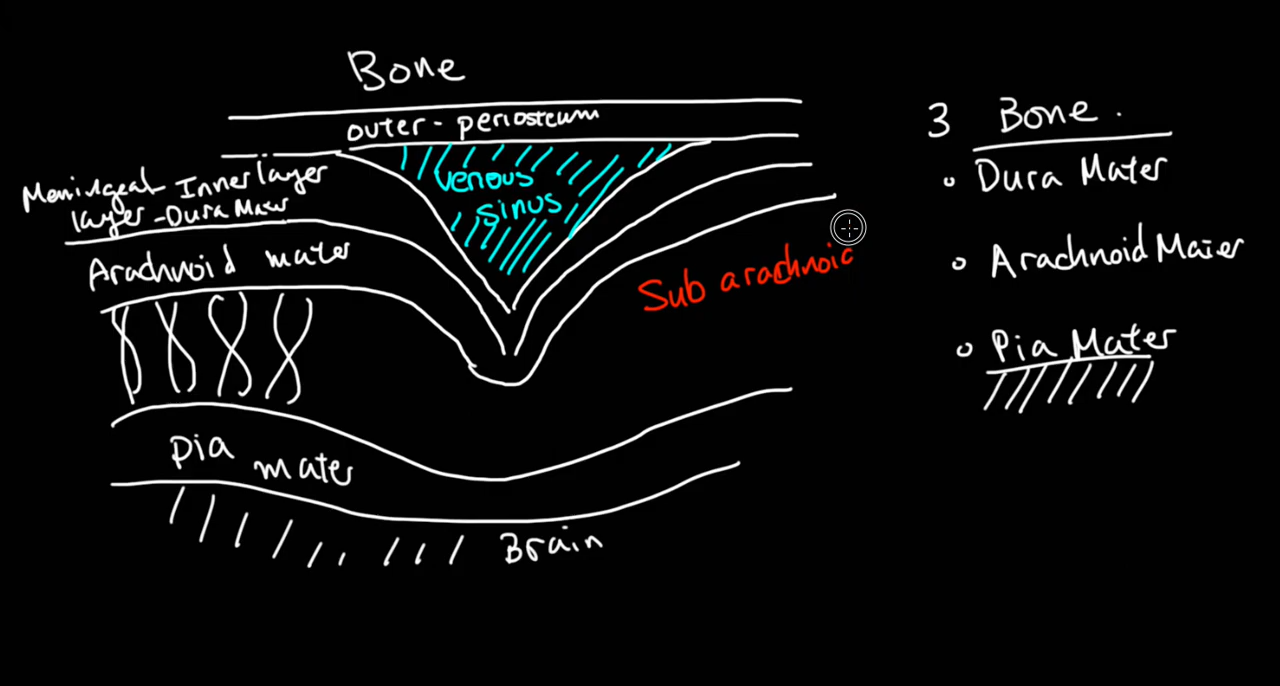 Bone
outer - periosteum
Meningeal Inner layer
layer - Dura Mater
venous
sinus
Arachnoid mater
Sub arachnoid
Pia
mater
Brain
3 Bone.
Dura Mater
Arachnoid Mater
Pia Mater